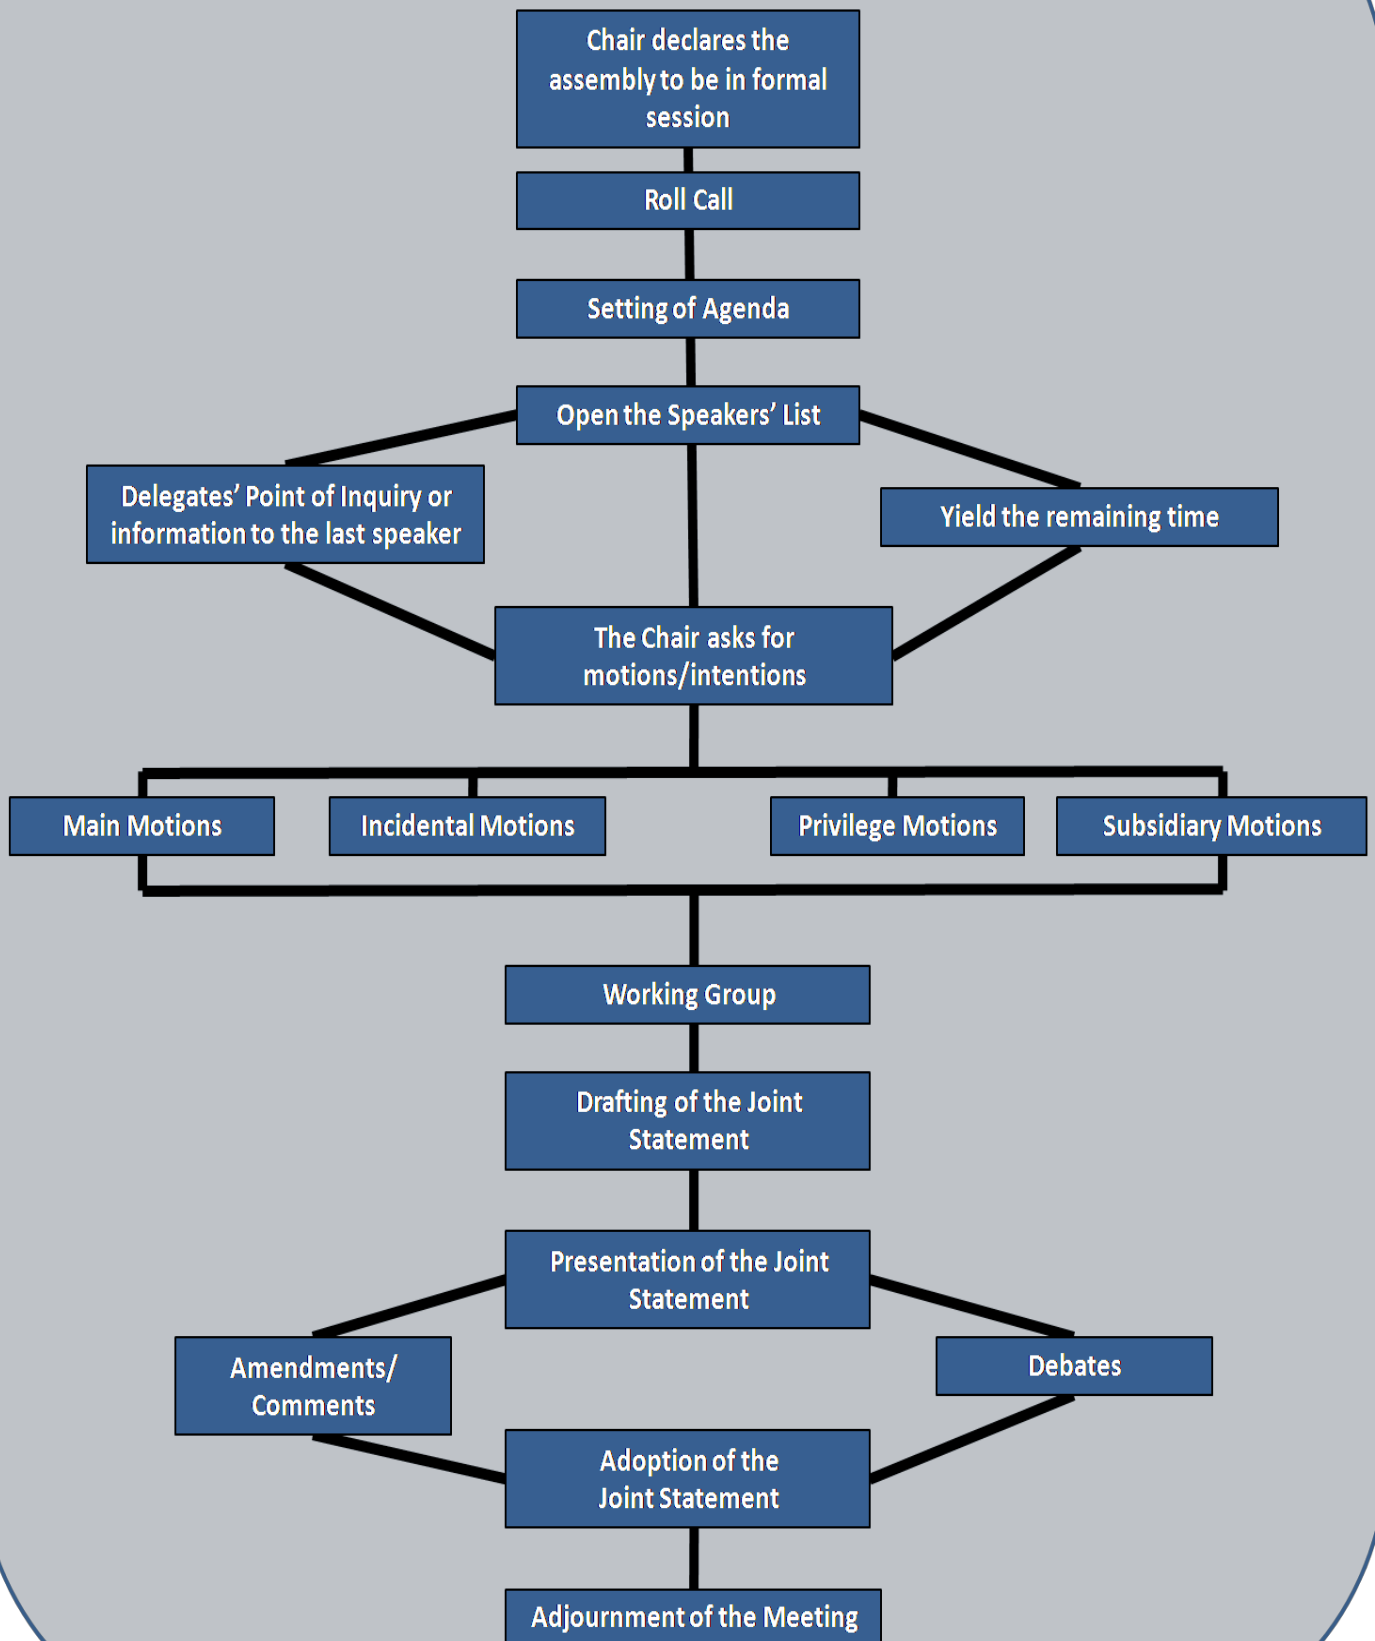 Chair declares the
assembly to be in formal
session
Roll Call
Setting of Agenda
Open the Speakers’ List
Delegates’ Point of Inquiry or
information to the last speaker
Yield the remaining time
The Chair asks for
motions/intentions
Main Motions
Incidental Motions
Privilege Motions
Subsidiary Motions
Working Group
Drafting of the Joint
Statement
Presentation of the Joint
Statement
Amendments/
Comments
Debates
Adoption of the
Joint Statement
Adjournment of the Meeting